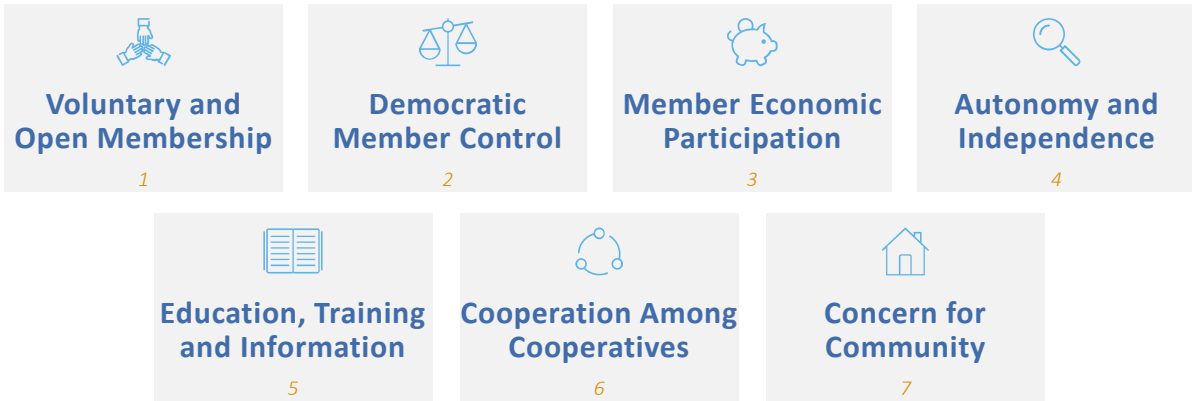 Voluntary and
Open Membership
1
Democratic
Member Control
2
Member Economic
Participation
3
Autonomy and
Independence
4
Education, Training
and Information
5
Cooperation Among
Cooperatives
6
Concern for
Community
7